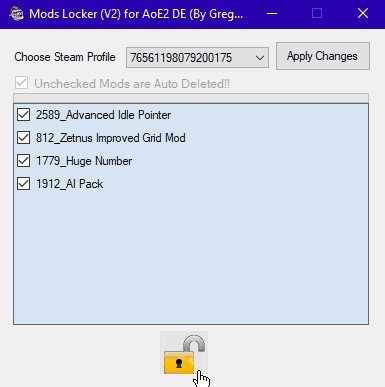 Mods Locker (V2) for AoE2 DE (By Greg...
Choose Steam Profile 76561198079200175 Apply Changes
Unchecked Mods are Auto Deleted!!
2589_Advanced Idle Pointer
812_Zetnus Improved Grid Mod
1779_Huge Number
1912_AI Pack